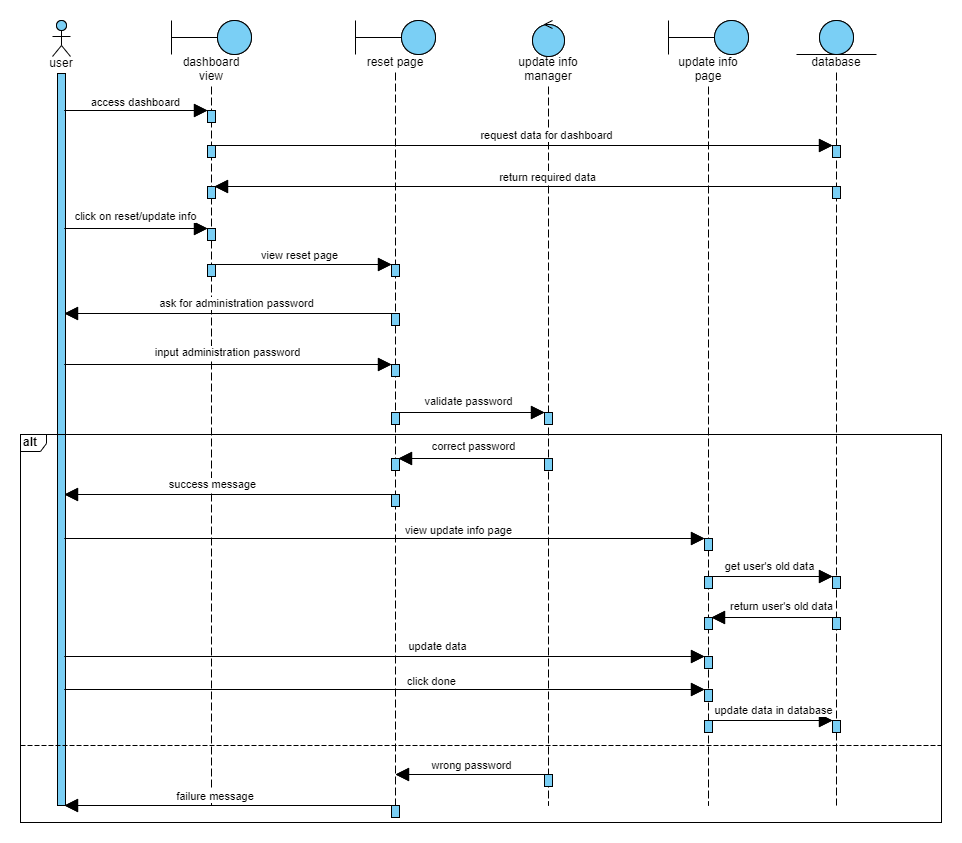 user
dashboard
view
reset page
update info
manager
update info
page
database
access dashboard
request data for dashboard
return required data
click on reset/update info
view reset page
ask for administration password
input administration password
validate password
alt
correct password
success message
view update info page
get user's old data
return user's old data
update data
click done
update data in database
wrong password
failure message